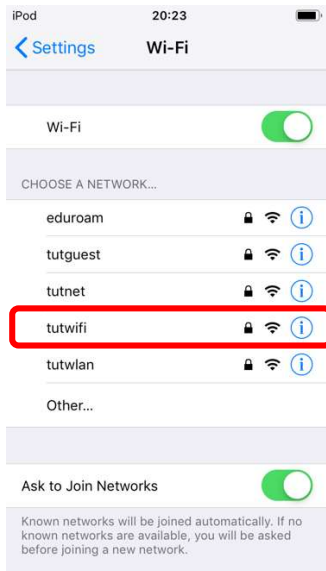 iPod 20:23
Settings Wi-Fi
Wi-Fi
CHOOSE A NETWORK...
eduroam
tutguest
tutnet
tutwifi
tutwlan
Other...
Ask to Join Networks
Known networks will be joined automatically. If no
known networks are available, you will be asked
before joining a new network.